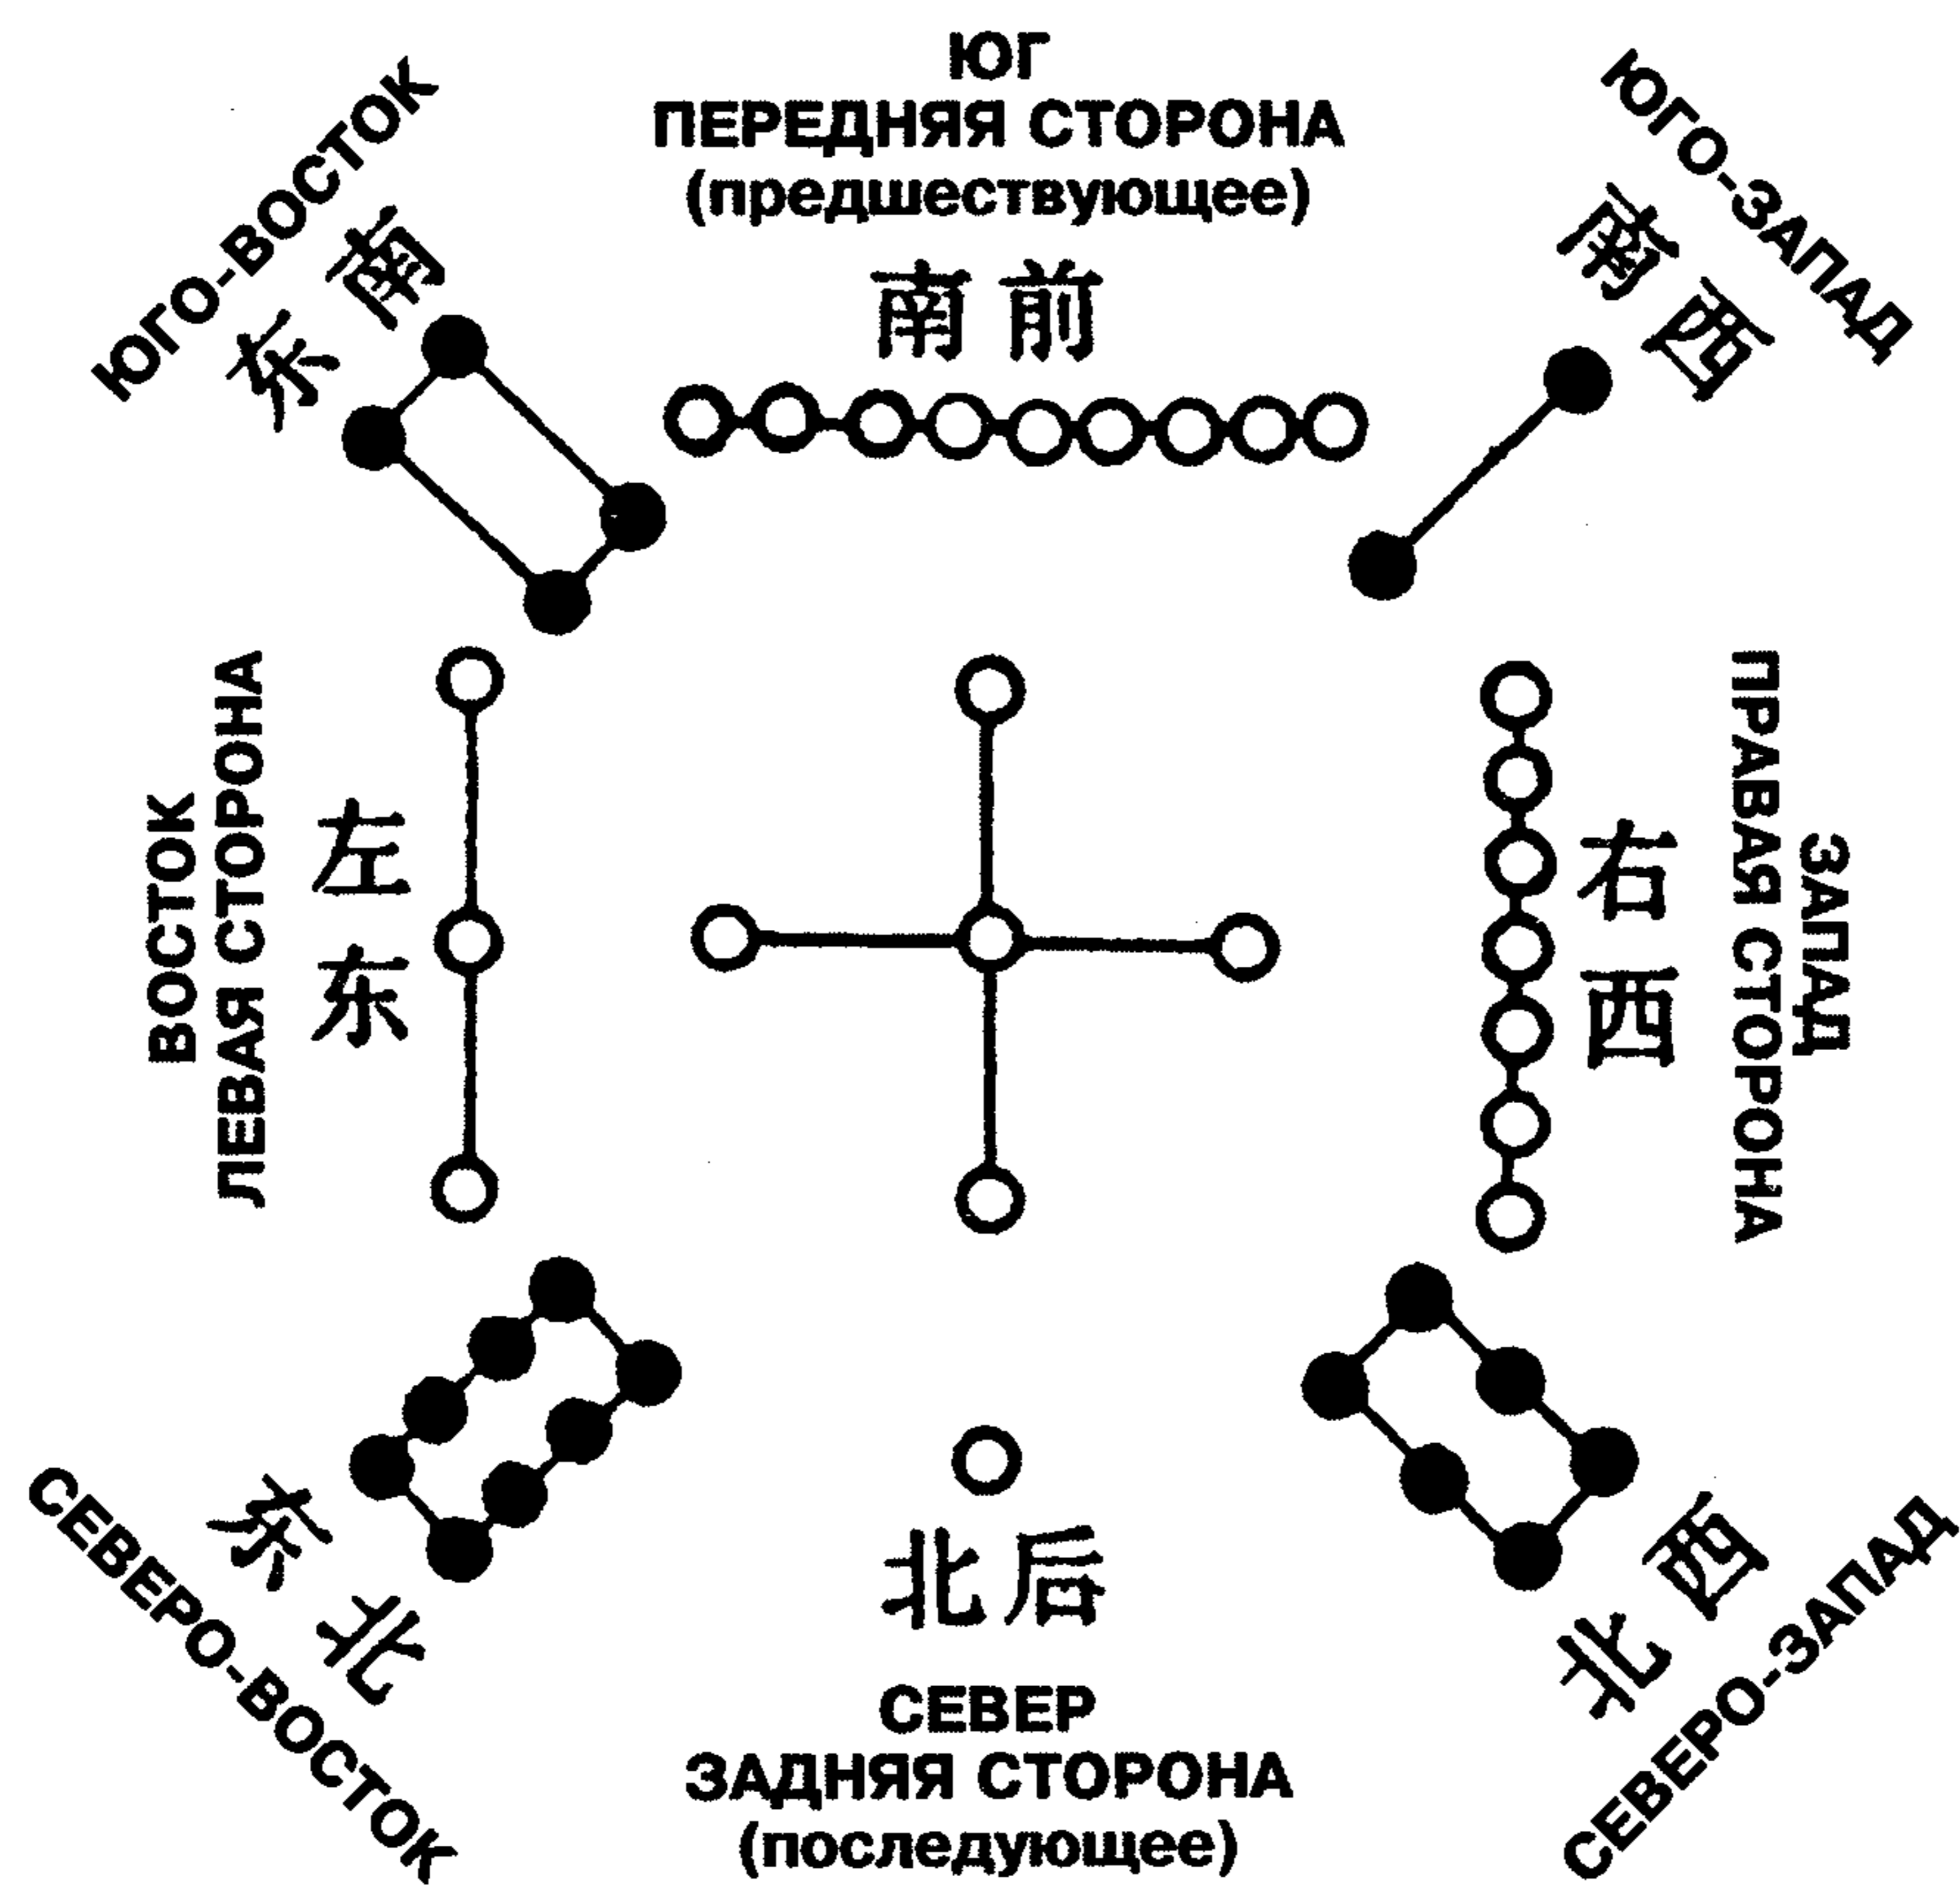 ЮГ
ПЕРЕДНЯЯ СТОРОНА
(предшествующее)
南前
ЮГО-ВОСТОК
东南
ЮГО-ЗАПАД
南西
ВОСТОК
ЛЕВАЯ СТОРОНА
左
东
右
西
ПРАВАЯ СТОРОНА
ЗАПАД
东北
СЕВЕРО-ВОСТОК
北后
СЕВЕР
ЗАДНЯЯ СТОРОНА
(последующее)
北西
СЕВЕРО-ЗАПАД